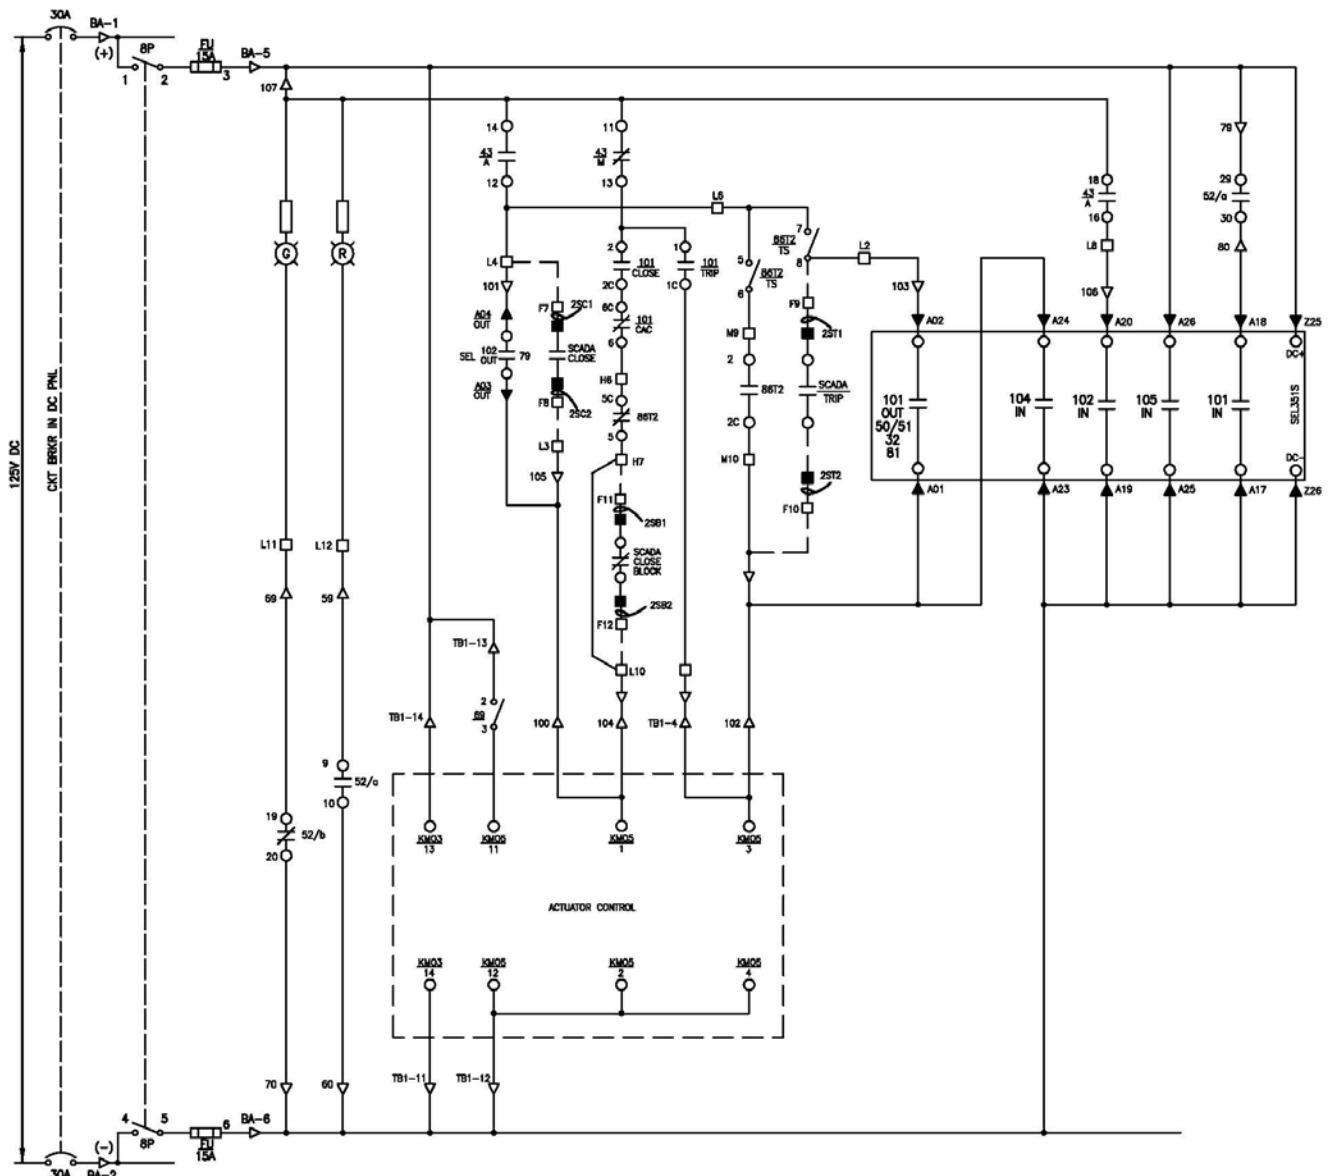 30A
BA-1
(+)
8P
1
2
FU
15A
3
BA-5
107
14
43
A
12
11
43
M
13
L6
18
43
A
16
L8
106
79
29
52/a
30
80
G
R
L4
101
A04
OUT
SEL
102
OUT
79
A03
OUT
F7
2SC1
SCADA
CLOSE
F8
2SC2
L3
105
2
101
CLOSE
2C
6C
101
CAC
6
H6
5C
86T2
5
H7
F11
2SB1
SCADA
CLOSE
BLOCK
2SB2
F12
L10
1
101
TRIP
1C
5
86T2
TS
6
M9
2
86T2
2C
M10
7
86T2
TS
8
F9
2ST1
SCADA
TRIP
2ST2
F10
L2
103
A02
A24
A20
A26
A18
Z25
DC+
101
OUT
50/51
32
81
104
IN
102
IN
105
IN
101
IN
SEL351S
DC-
A01
A23
A19
A25
A17
Z26
125V DC
CKT BRKR IN DC PNL
L11
69
L12
59
TB1-13
2
69
3
TB1-14
100
104
TB1-4
102
9
52/a
10
19
52/b
20
KM03
13
KM05
11
KM05
1
KM05
3
ACTUATOR CONTROL
KM03
14
KM05
12
KM05
2
KM05
4
70
60
TB1-11
TB1-12
4
5
8P
6
FU
15A
BA-6
(-)
30A
BA-2